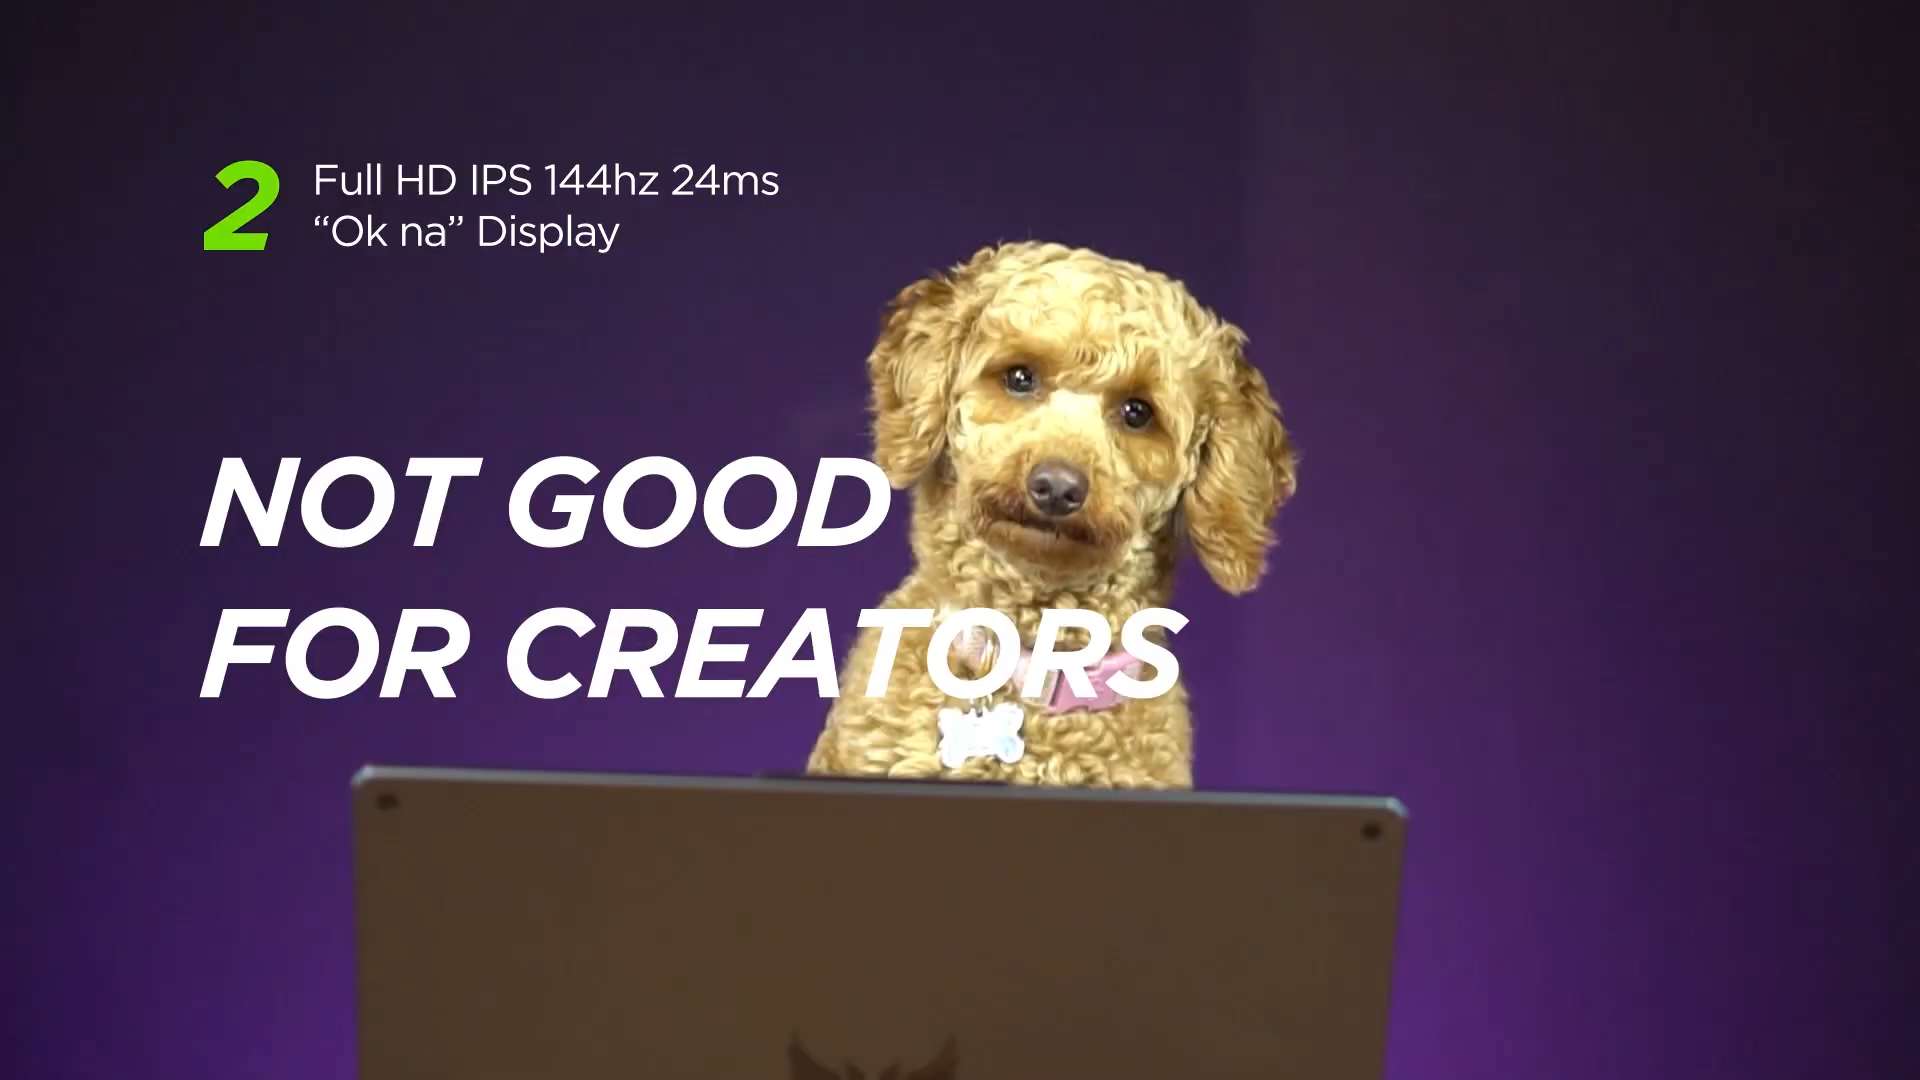 2
Full HD IPS 144hz 24ms
“Ok na” Display
NOT GOOD
FOR CREATORS